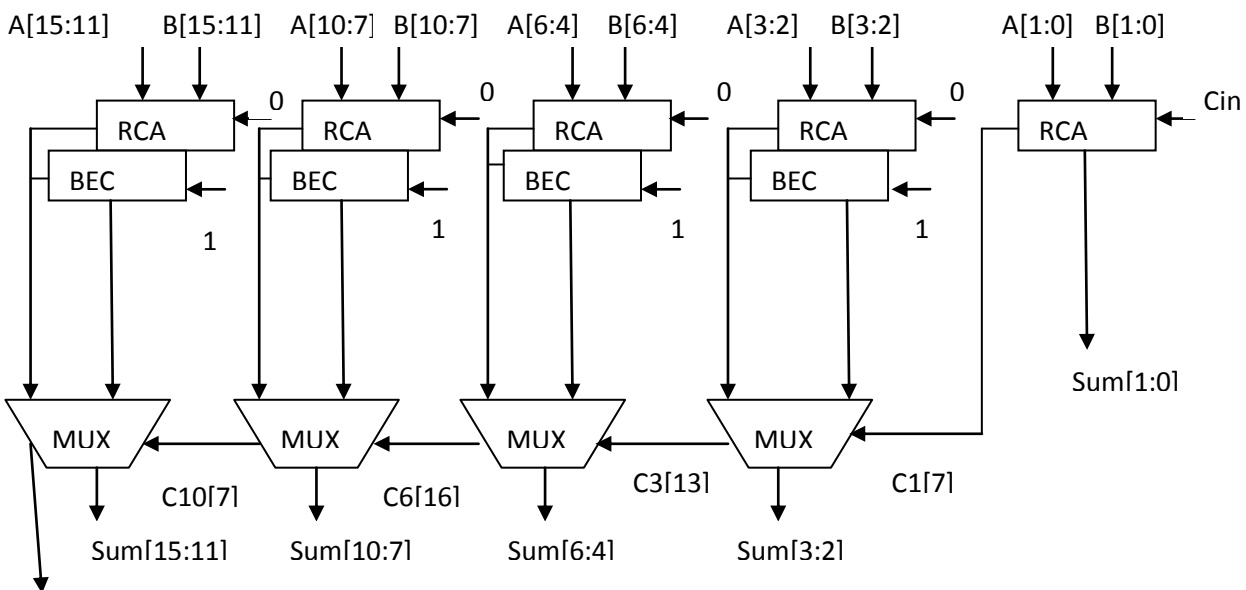 A[15:11] B[15:11] A[10:7] B[10:7] A[6:4] B[6:4] A[3:2] B[3:2] A[1:0] B[1:0]
0 0 0 0 Cin
RCA RCA RCA RCA RCA
BEC BEC BEC BEC
1 1 1 1
Sum[1:0]
MUX MUX MUX MUX
C10[7] C6[16] C3[13] C1[7]
Sum[15:11] Sum[10:7] Sum[6:4] Sum[3:2]